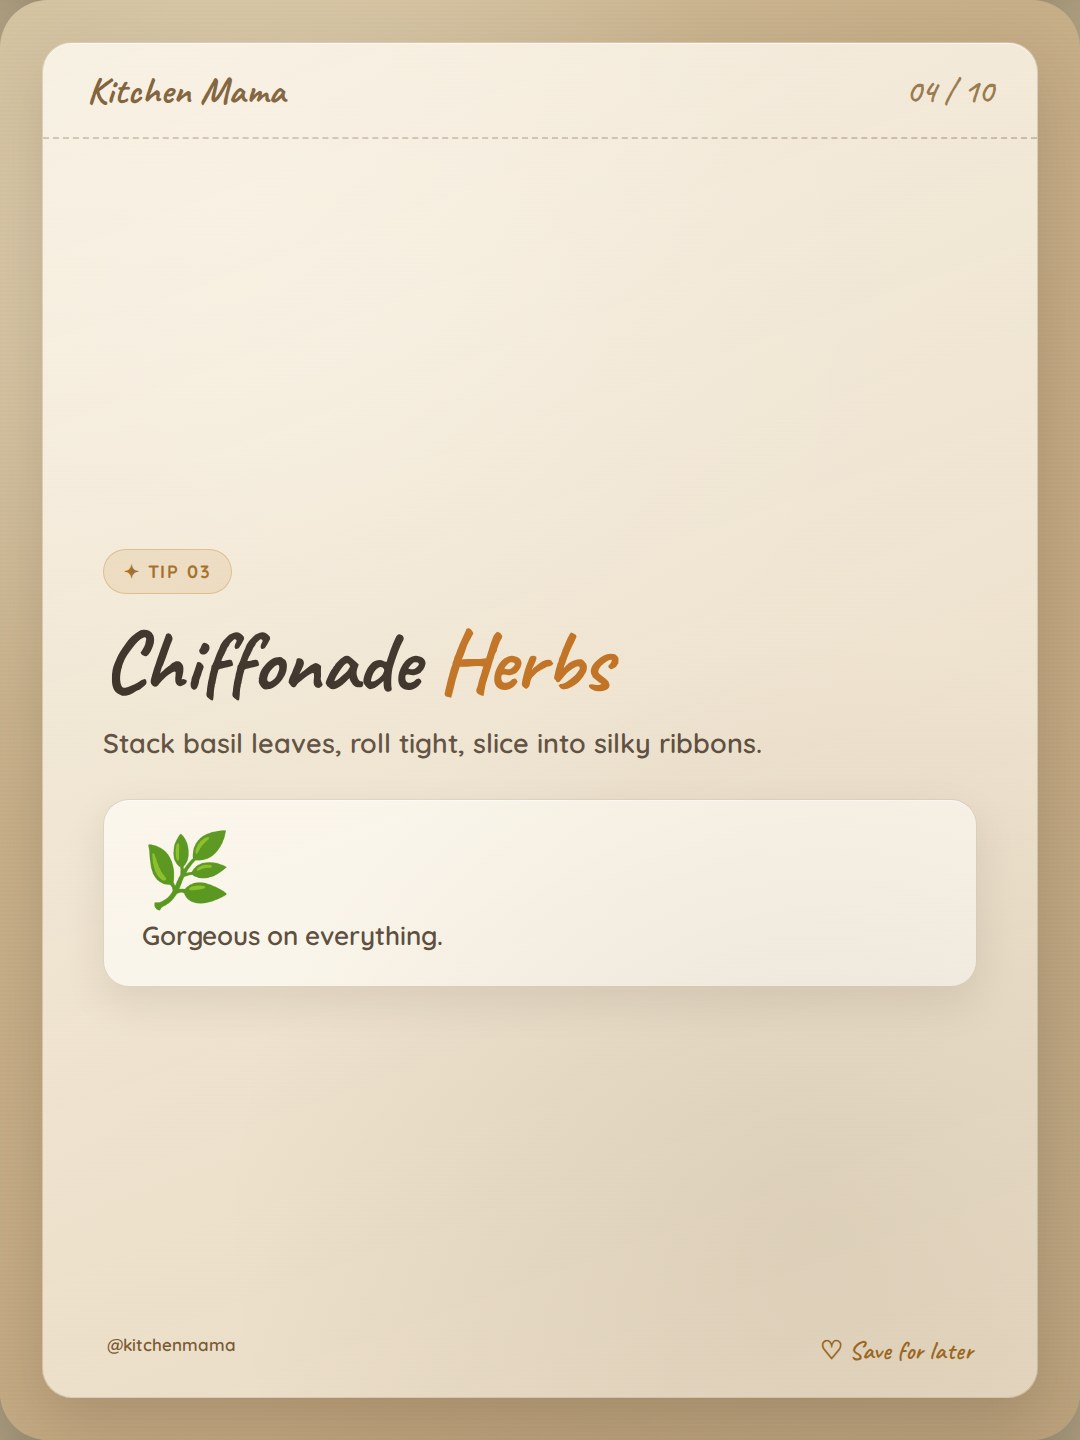 Kitchen Mama
04 / 10
✦ TIP 03
Chiffonade Herbs
Stack basil leaves, roll tight, slice into silky ribbons.
Gorgeous on everything.
@kitchenmama
♡ Save for later